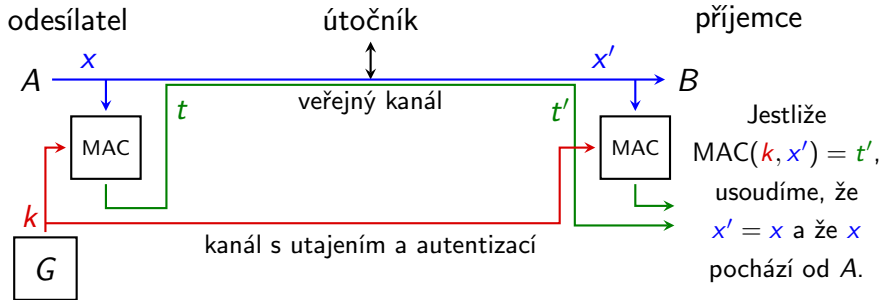 odesílatel útočník příjemce
x x′
A B
veřejný kanál
t t′
MAC MAC
Jestliže
MAC(k, x′) = t′,
usoudíme, že
x′ = x a že x
pochází od A.
k
kanál s utajením a autentizací
G